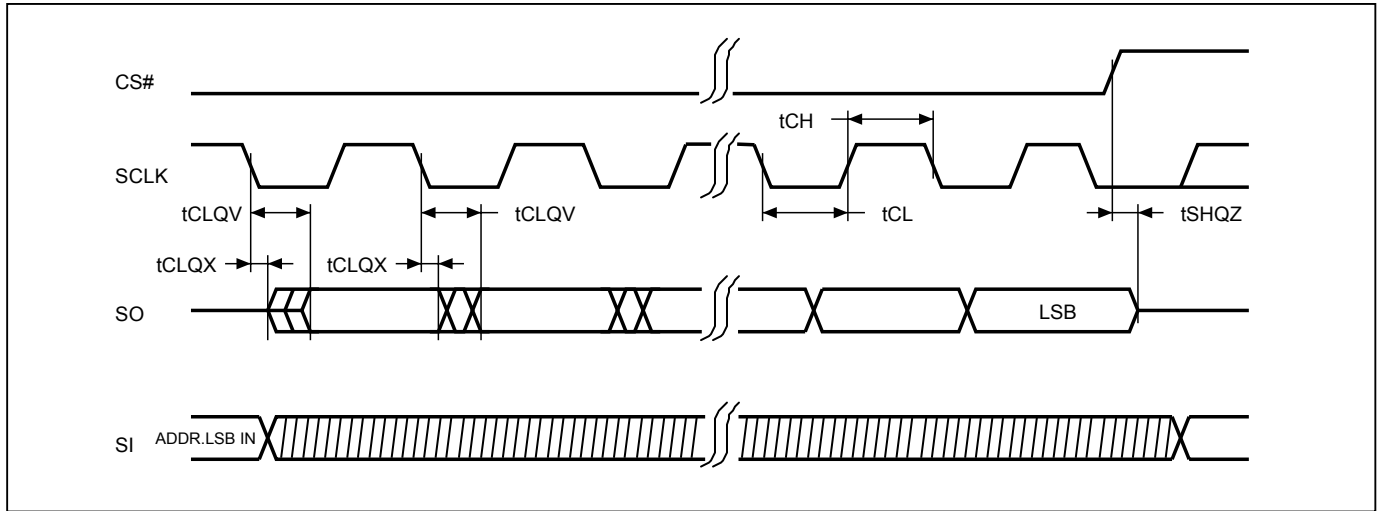 CS#
tCH
SCLK
tCLQV
tCLQV
tCL
tSHQZ
tCLQX
tCLQX
SO
LSB
SI
ADDR.LSB IN